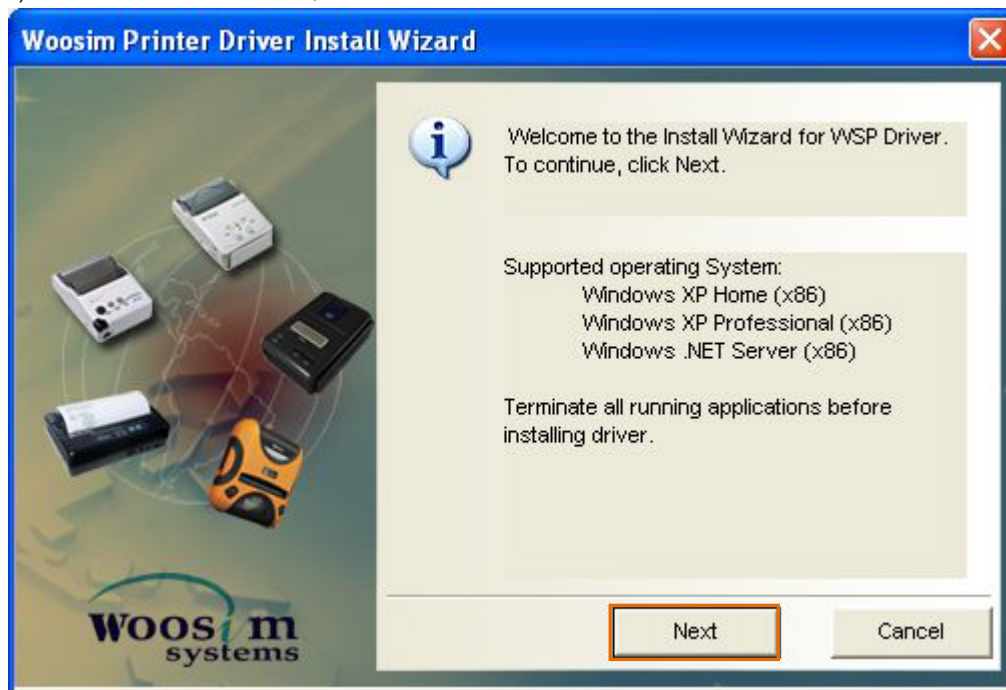 Woosim Printer Driver Install Wizard
Welcome to the Install Wizard for WSP Driver.
To continue, click Next.
Supported operating System:
Windows XP Home (x86)
Windows XP Professional (x86)
Windows .NET Server (x86)
Terminate all running applications before
installing driver.
Woosim
systems
Next
Cancel